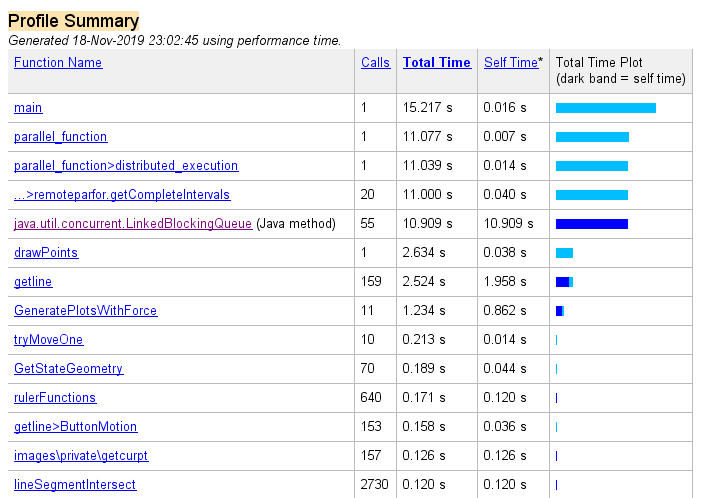 Profile Summary
Generated 18-Nov-2019 23:02:45 using performance time.
Function Name Calls Total Time Self Time* Total Time Plot
(dark band = self time)
main 1 15.217 s 0.016 s
parallel_function 1 11.077 s 0.007 s
parallel_function>distributed_execution 1 11.039 s 0.014 s
...>remoteparfor.getCompleteIntervals 20 11.000 s 0.040 s
java.util.concurrent.LinkedBlockingQueue (Java method) 55 10.909 s 10.909 s
drawPoints 1 2.634 s 0.038 s
getline 159 2.524 s 1.958 s
GeneratePlotsWithForce 11 1.234 s 0.862 s
tryMoveOne 10 0.213 s 0.014 s
GetStateGeometry 70 0.189 s 0.044 s
rulerFunctions 640 0.171 s 0.120 s
getline>ButtonMotion 153 0.158 s 0.036 s
images\private\getcurpt 157 0.126 s 0.126 s
lineSegmentIntersect 2730 0.120 s 0.120 s